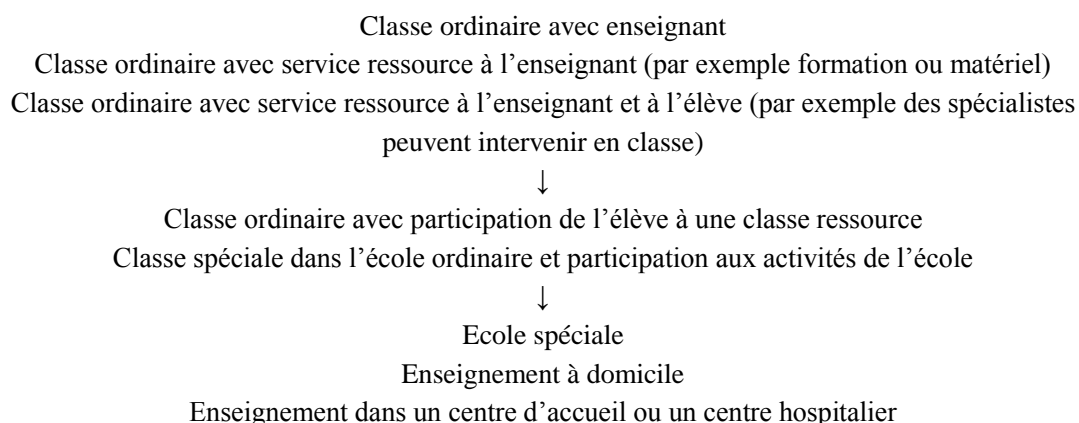 Classe ordinaire avec enseignant
Classe ordinaire avec service ressource à l’enseignant (par exemple formation ou matériel)
Classe ordinaire avec service ressource à l’enseignant et à l’élève (par exemple des spécialistes
peuvent intervenir en classe)
↓
Classe ordinaire avec participation de l’élève à une classe ressource
Classe spéciale dans l’école ordinaire et participation aux activités de l’école
↓
Ecole spéciale
Enseignement à domicile
Enseignement dans un centre d’accueil ou un centre hospitalier